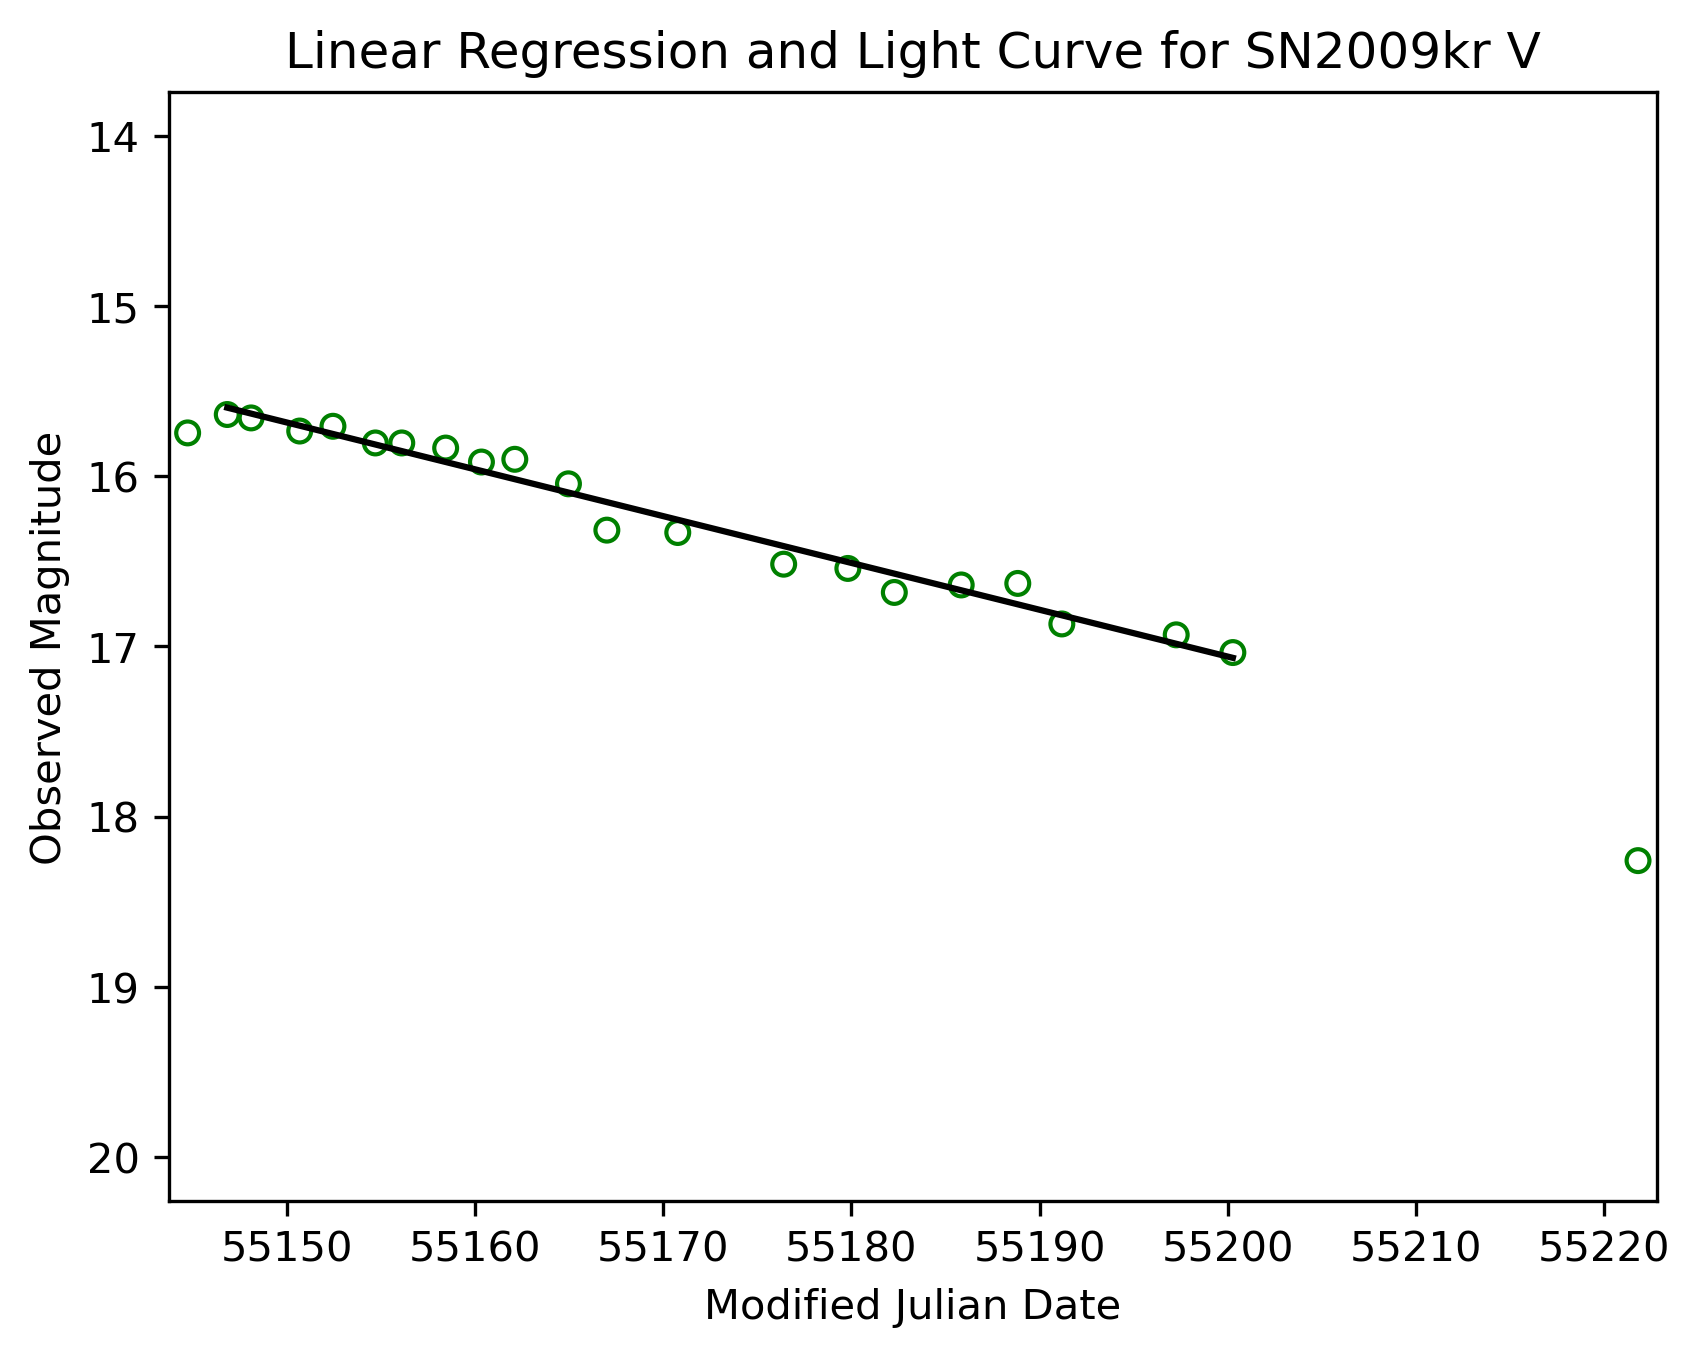 Linear Regression and Light Curve for SN2009kr V
14
15
16
17
18
19
20
Observed Magnitude
55150 55160 55170 55180 55190 55200 55210 55220
Modified Julian Date